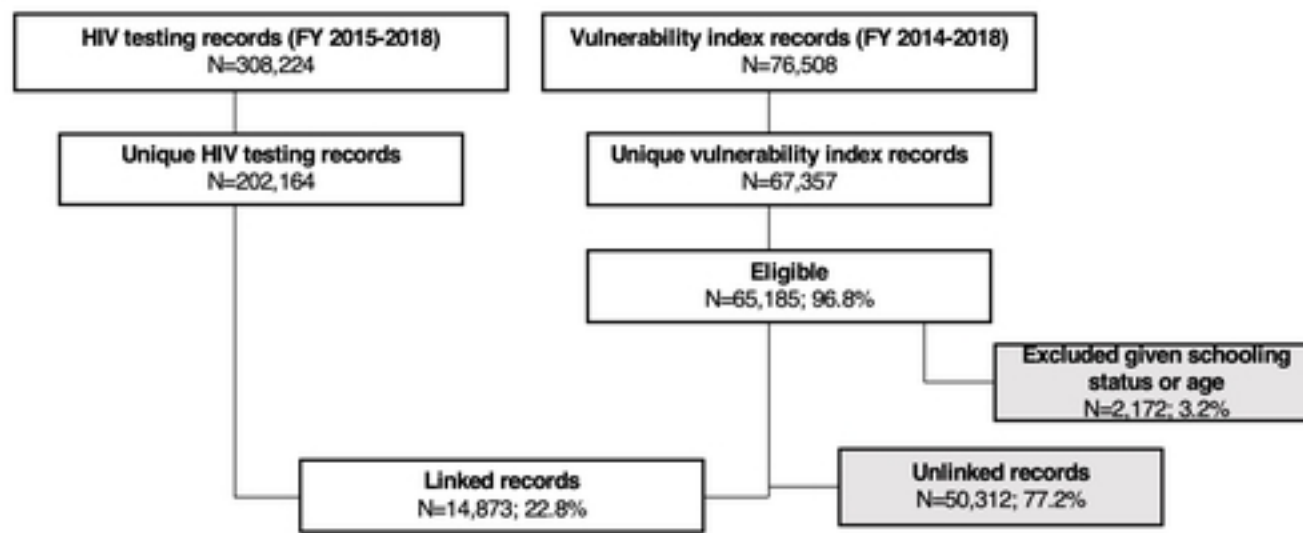 HIV testing records (FY 2015-2018)
N=308,224
Vulnerability index records (FY 2014-2018)
N=76,508
Unique HIV testing records
N=202,164
Unique vulnerability index records
N=67,357
Eligible
N=65,185; 96.8%
Excluded given schooling
status or age
N=2,172; 3.2%
Linked records
N=14,873; 22.8%
Unlinked records
N=50,312; 77.2%